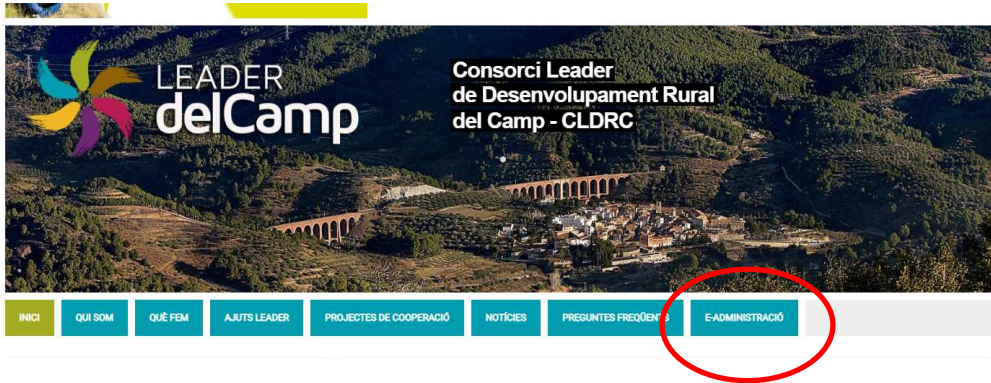 LEADER
delCamp
Consorci Leader
de Desenvolupament Rural
del Camp - CLDRC
INICI
QUI SOM
QUÈ FEM
AJUTS LEADER
PROJECTES DE COOPERACIÓ
NOTÍCIES
PREGUNTES FREQÜENTS
E-ADMINISTRACIÓ